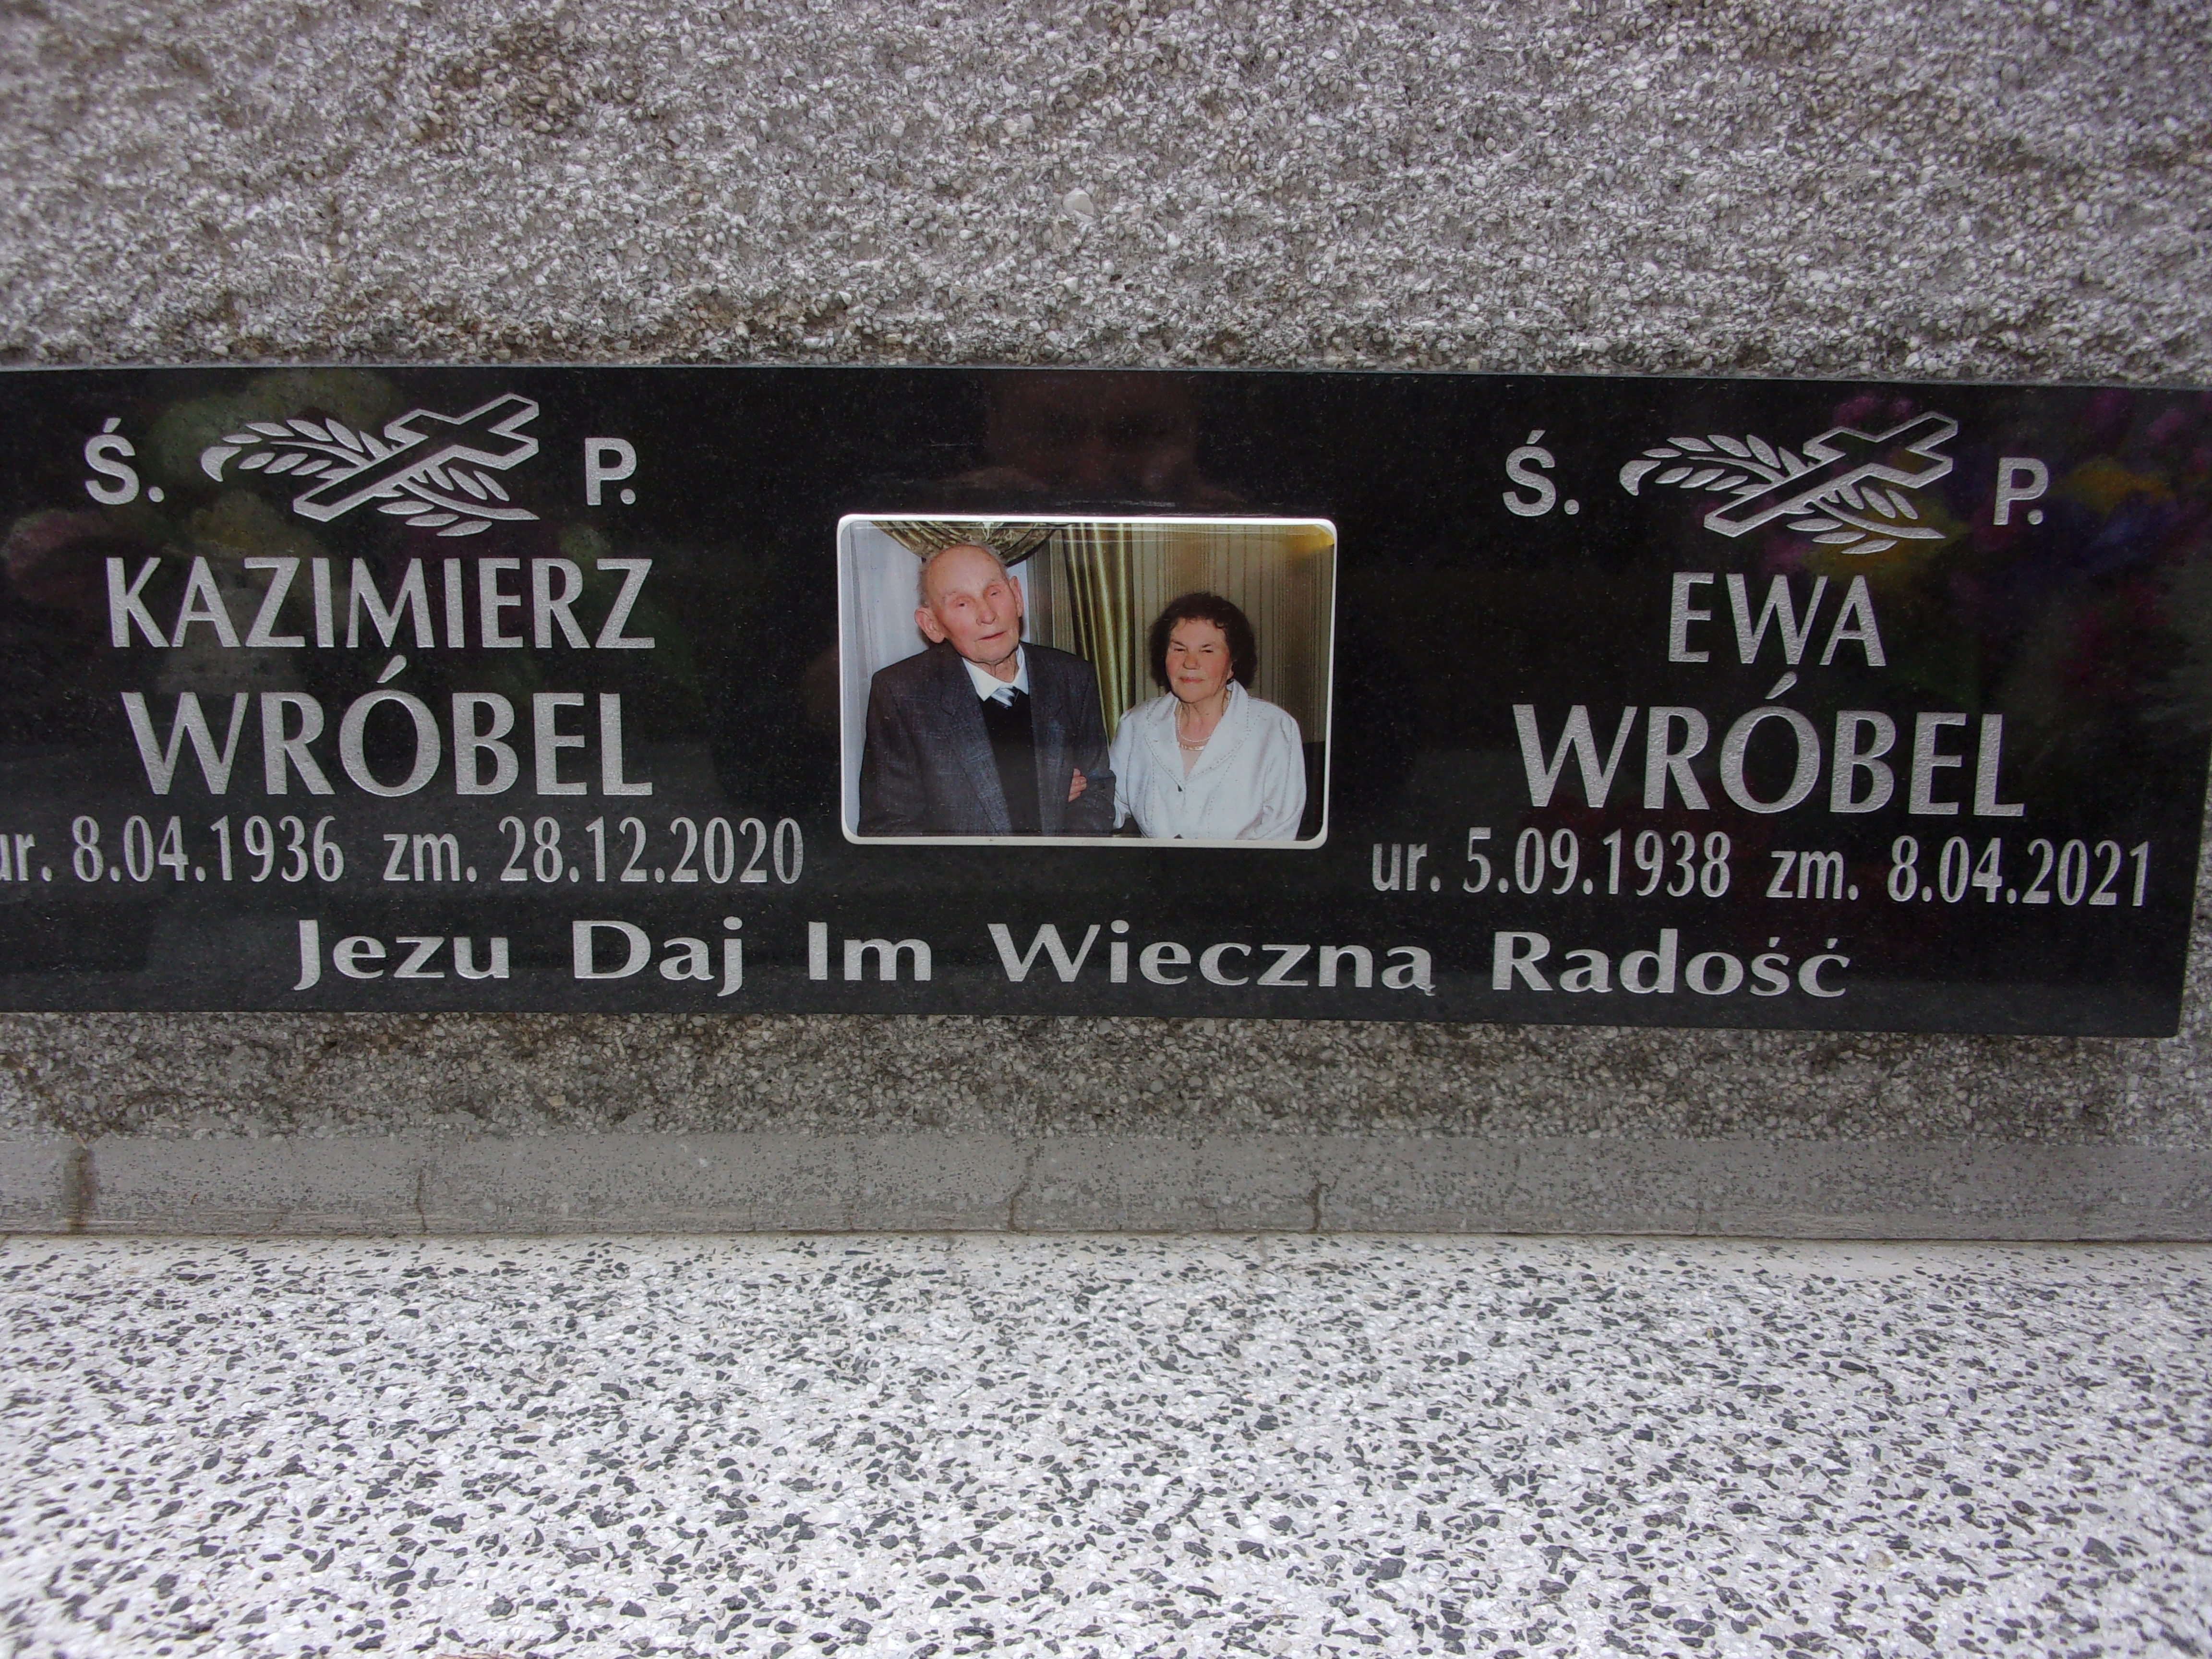 Ś. P.
KAZIMIERZ
WRÓBEL
ur. 8.04.1936 zm. 28.12.2020
Ś. P.
EWA
WRÓBEL
ur. 5.09.1938 zm. 8.04.2021
Jezu Daj Im Wieczną Radość